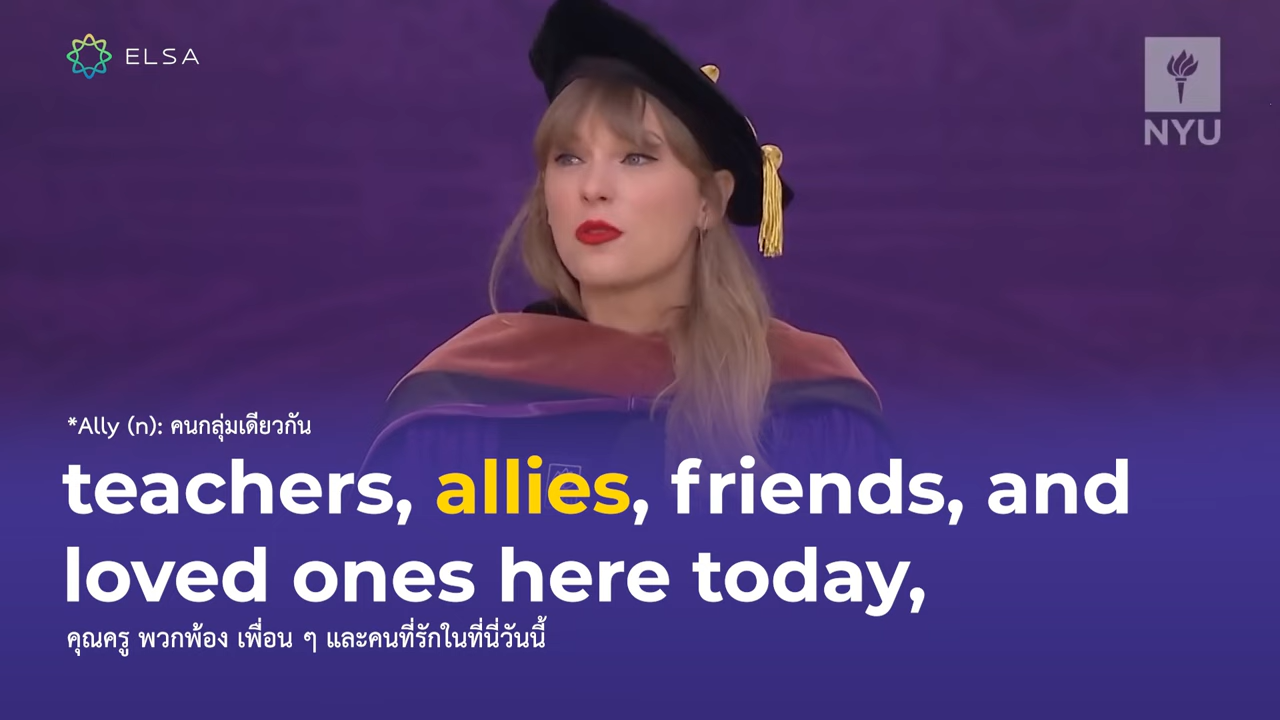 ELSA
NYU
*Ally (n): คนกลุ่มเดียวกัน
teachers, allies, friends, and
loved ones here today,
คุณครู พวกพ้อง เพื่อน ๆ และคนที่รักในที่นี่วันนี้